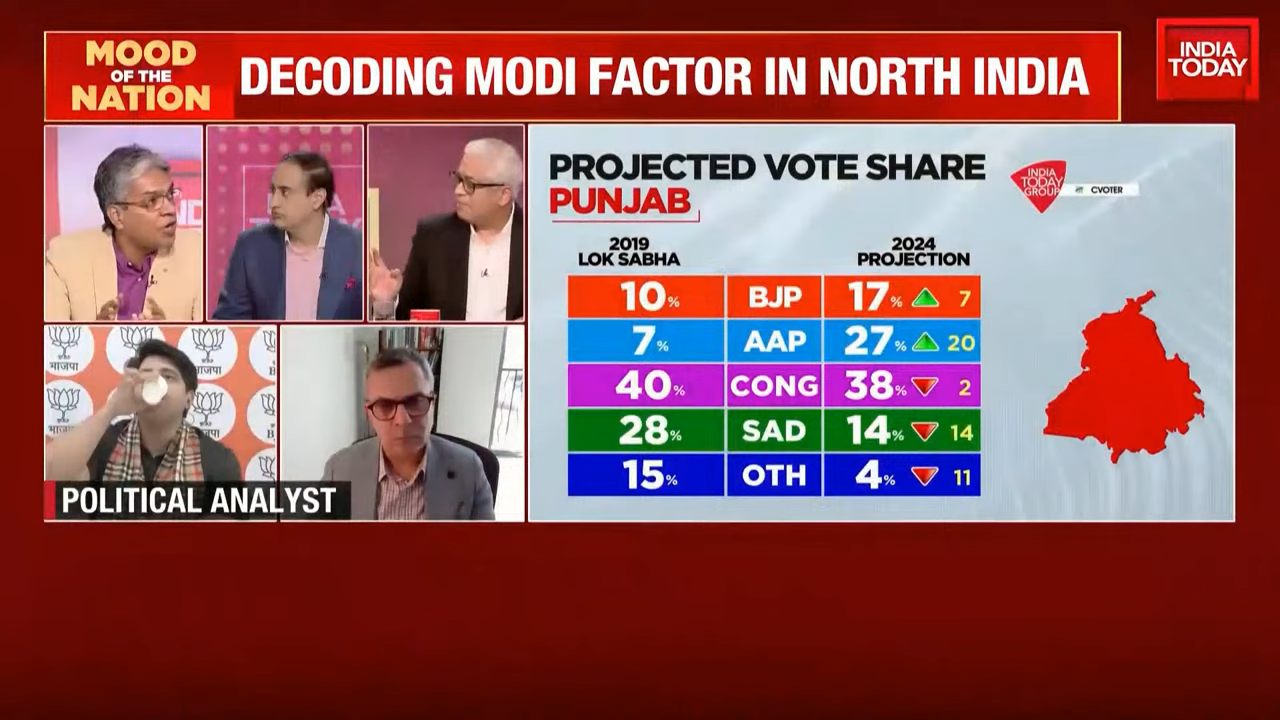 MOOD
OF THE
NATION
DECODING MODI FACTOR IN NORTH INDIA
INDIA
TODAY
PROJECTED VOTE SHARE
PUNJAB
INDIA
TODAY
GROUP
CVOTER
2019
LOK SABHA
2024
PROJECTION
10% BJP 17% 7
7% AAP 27% 20
40% CONG 38% 2
28% SAD 14% 14
15% OTH 4% 11
भाजपा
POLITICAL ANALYST